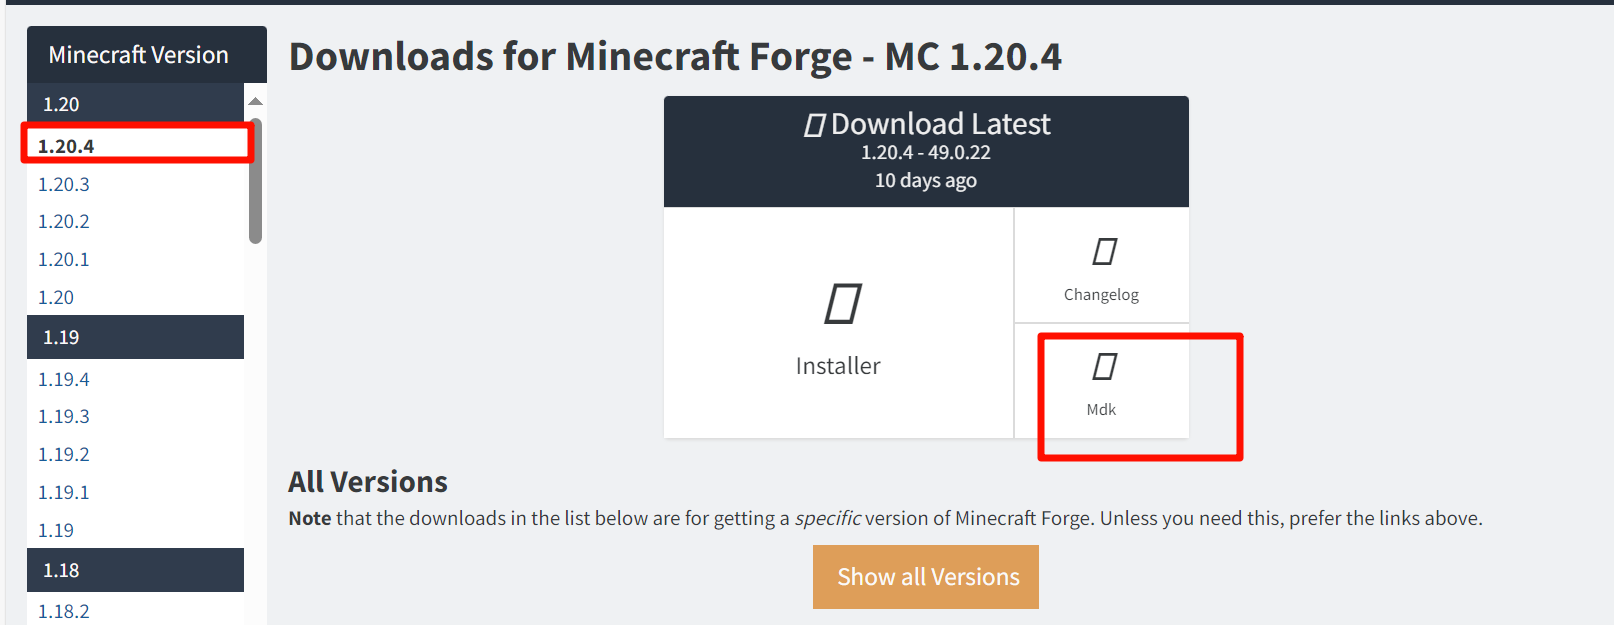 Minecraft Version
1.20
1.20.4
1.20.3
1.20.2
1.20.1
1.20
1.19
1.19.4
1.19.3
1.19.2
1.19.1
1.19
1.18
1.18.2
Downloads for Minecraft Forge - MC 1.20.4
Download Latest
1.20.4 - 49.0.22
10 days ago
Installer
Changelog
Mdk
All Versions
Note that the downloads in the list below are for getting a specific version of Minecraft Forge. Unless you need this, prefer the links above.
Show all Versions